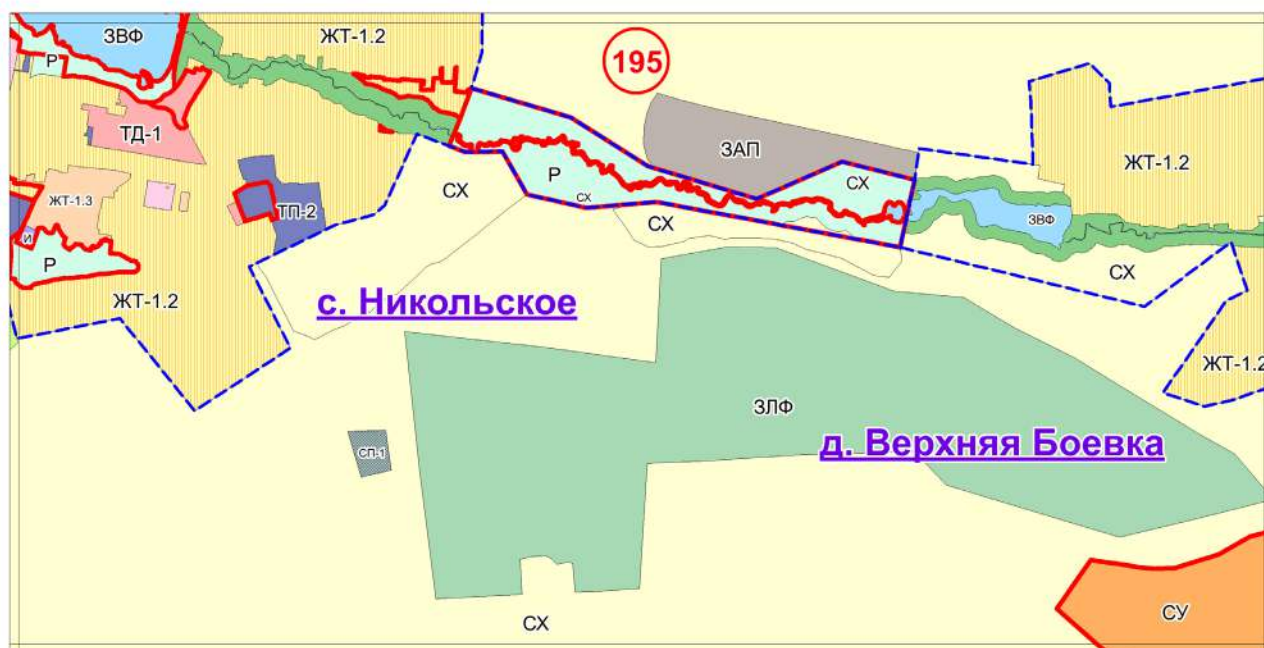 ЗВФ
ЖТ-1.2
195
Р
ТД-1
ЗАП
ЖТ-1.2
СХ
Р
СХ
СХ
ЖТ-1.3
ТП-2
СХ
ЗВФ
И
Р
СХ
ЖТ-1.2
с. Никольское
ЖТ-1.2
ЗЛФ
д. Верхняя Боевка
СП-1
СУ
СХ